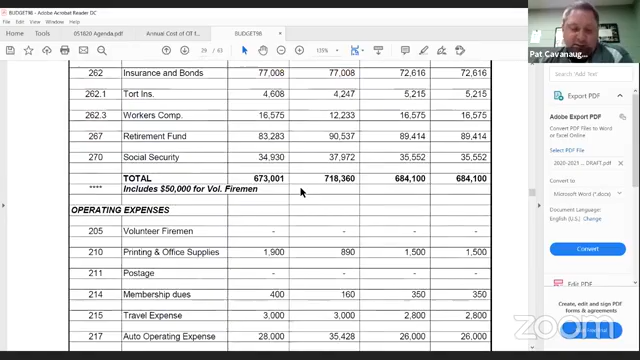 BUDGET98 - Adobe Acrobat Reader DC
File Edit View Window Help
051820 Agenda.pdf
Annual Cost of OT f...
BUDGET98 ×
29 / 63
135%
Pat Cavanaug...
262 Insurance and Bonds 77,008 77,008 72,616 72,616
262.1 Tort Ins. 4,608 4,247 5,215 5,215
262.3 Workers Comp. 16,575 12,233 16,575 16,575
267 Retirement Fund 83,283 90,537 89,414 89,414
270 Social Security 34,930 37,972 35,552 35,552
TOTAL 673,001 718,360 684,100 684,100
**** Includes $50,000 for Vol. Firemen
OPERATING EXPENSES
205 Volunteer Firemen - - - -
210 Printing & Office Supplies 1,900 890 1,500 1,500
211 Postage - - - -
214 Membership dues 400 160 350 350
215 Travel Expense 3,000 3,000 2,800 2,800
217 Auto Operating Expense 28,000 35,428 26,000 26,000
Search 'Add Text'
Export PDF
Adobe Export PDF
Convert PDF Files to Word
or Excel Online
Select PDF File
2020-2021 ... DRAFT.pdf ×
Convert to
Microsoft Word (*.docx)
Document Language:
English (U.S.) Change
Convert
Edit PDF
Create, edit and sign PDF
forms & agreements
zoom